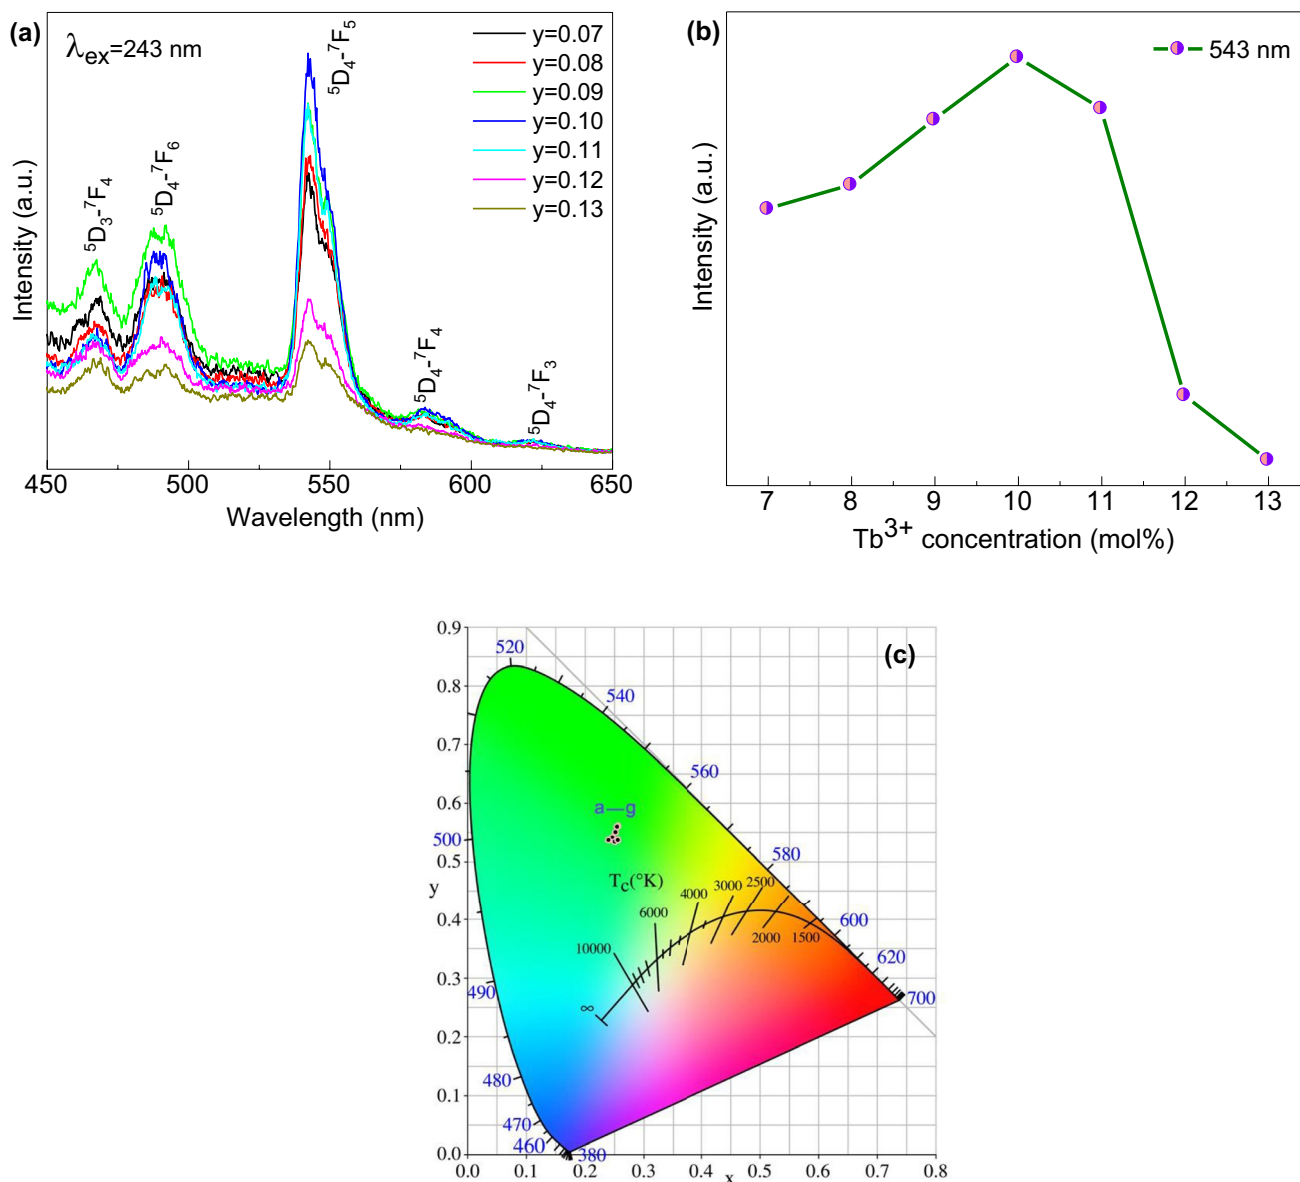 (a)
λex=243 nm
⁵D₃-⁷F₄
⁵D₄-⁷F₆
⁵D₄-⁷F₅
⁵D₄-⁷F₄
⁵D₄-⁷F₃
y=0.07
y=0.08
y=0.09
y=0.10
y=0.11
y=0.12
y=0.13
Intensity (a.u.)
450 500 550 600 650
Wavelength (nm)
(b)
543 nm
Intensity (a.u.)
7 8 9 10 11 12 13
Tb³⁺ concentration (mol%)
(c)
0.9
0.8
0.7
0.6
0.5
y
0.4
0.3
0.2
0.1
0.0
520
540
560
a—g
500
580
Tc(°K)
4000 3000 2500
6000
2000 1500
600
10000
620
490
∞
700
480
470
460
380
0.0 0.1 0.2 0.3 0.4 0.5 0.6 0.7 0.8
x